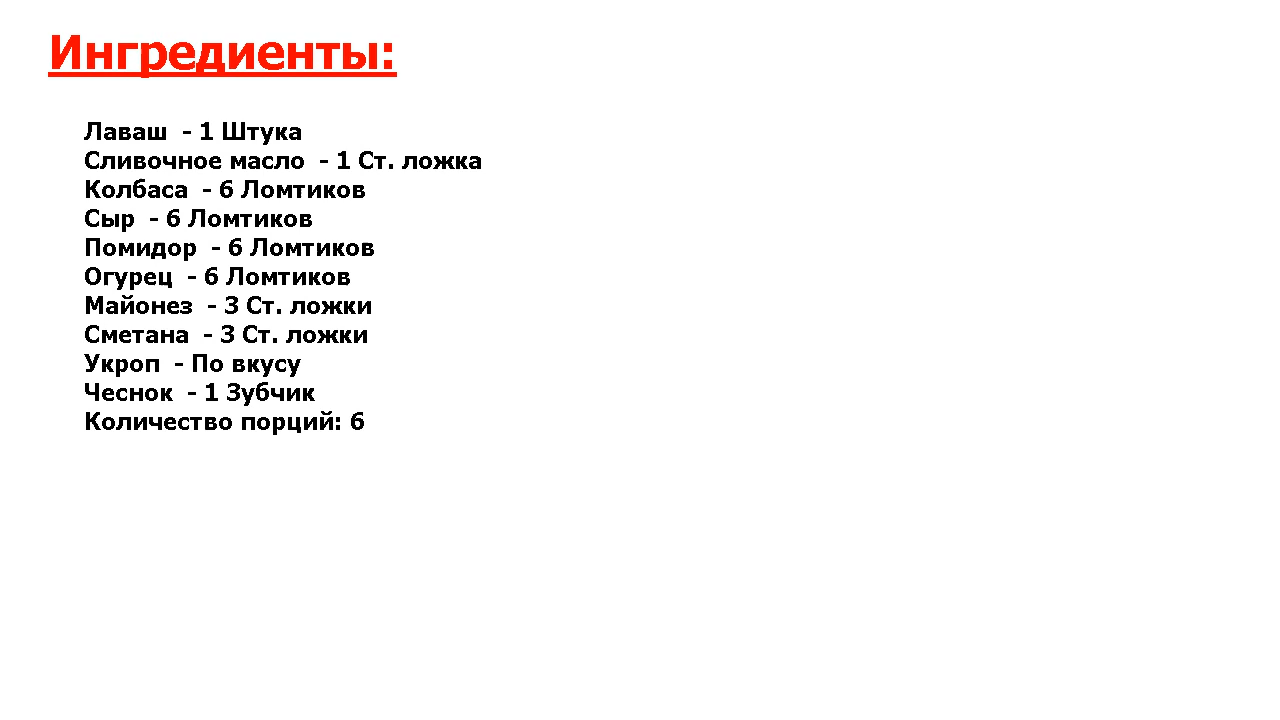 Ингредиенты:
Лаваш - 1 Штука
Сливочное масло - 1 Ст. ложка
Колбаса - 6 Ломтиков
Сыр - 6 Ломтиков
Помидор - 6 Ломтиков
Огурец - 6 Ломтиков
Майонез - 3 Ст. ложки
Сметана - 3 Ст. ложки
Укроп - По вкусу
Чеснок - 1 Зубчик
Количество порций: 6